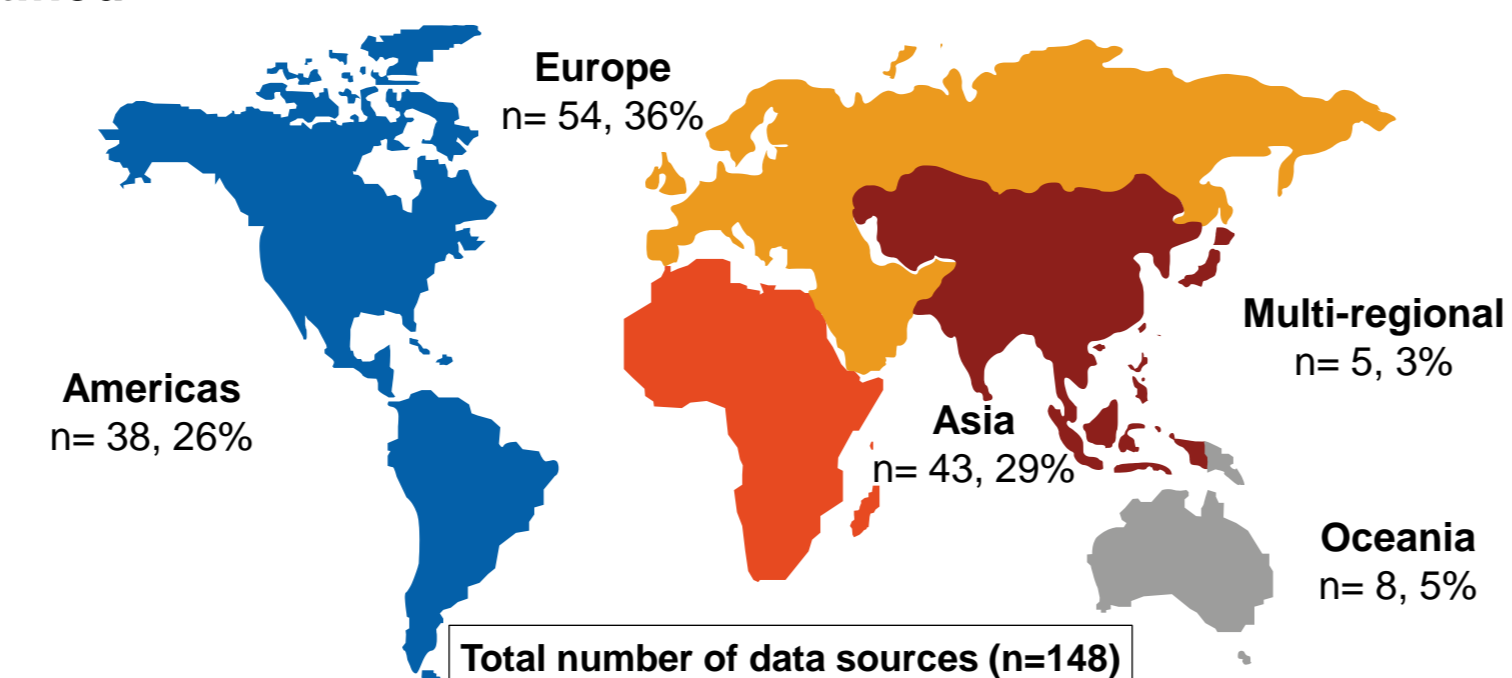 Europe
n= 54, 36%
Multi-regional
n= 5, 3%
Americas
n= 38, 26%
Asia
n= 43, 29%
Oceania
n= 8, 5%
Total number of data sources (n=148)